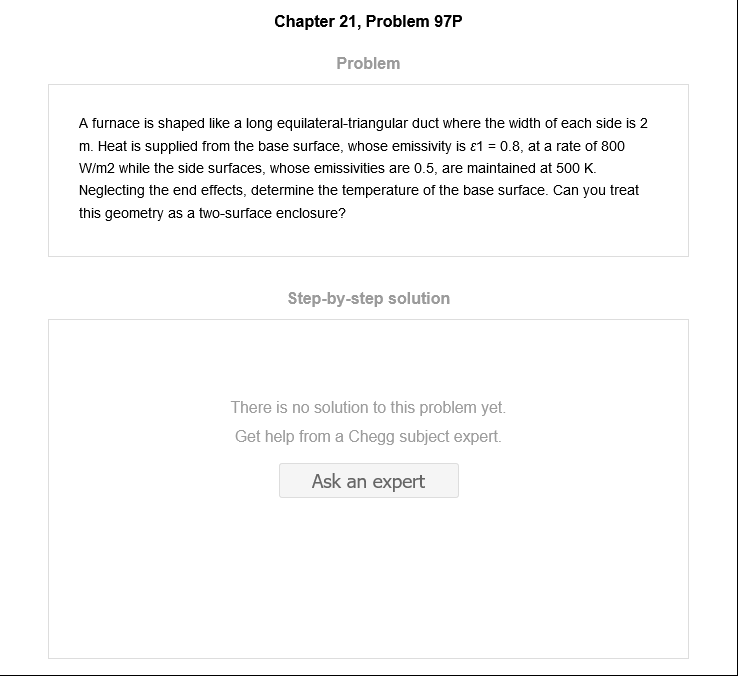 Chapter 21, Problem 97P
Problem
A furnace is shaped like a long equilateral-triangular duct where the width of each side is 2
m. Heat is supplied from the base surface, whose emissivity is ε1 = 0.8, at a rate of 800
W/m2 while the side surfaces, whose emissivities are 0.5, are maintained at 500 K.
Neglecting the end effects, determine the temperature of the base surface. Can you treat
this geometry as a two-surface enclosure?
Step-by-step solution
There is no solution to this problem yet.
Get help from a Chegg subject expert.
Ask an expert